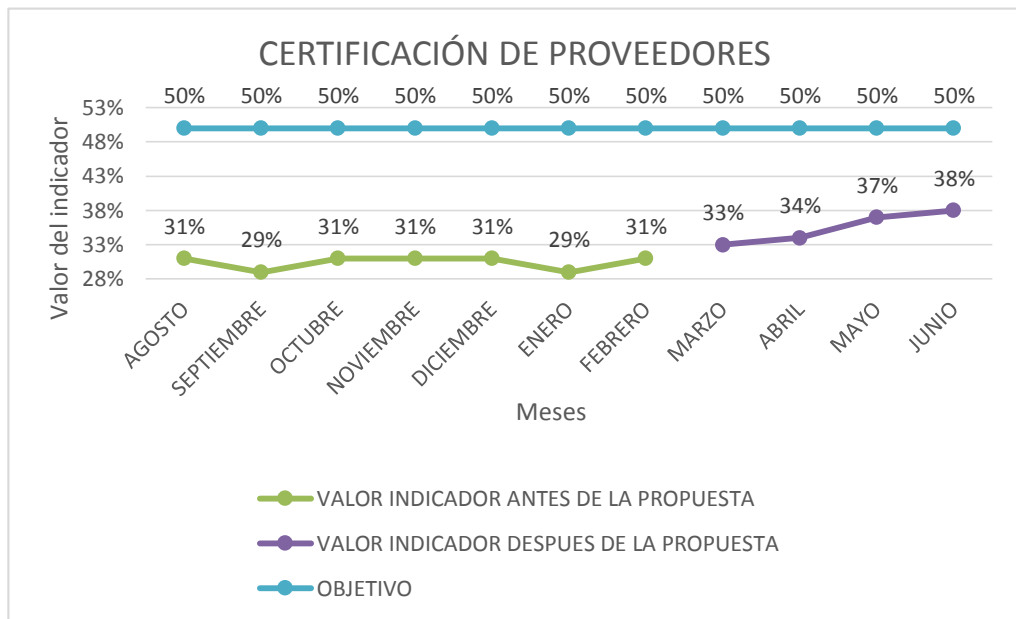 CERTIFICACIÓN DE PROVEEDORES
50% 50% 50% 50% 50% 50% 50% 50% 50% 50% 50%
53%
48%
43%
38%
33%
28%
Valor del indicador
31% 29% 31% 31% 31% 29% 31% 33% 34% 37% 38%
AGOSTO
SEPTIEMBRE
OCTUBRE
NOVIEMBRE
DICIEMBRE
ENERO
FEBRERO
MARZO
ABRIL
MAYO
JUNIO
Meses
VALOR INDICADOR ANTES DE LA PROPUESTA
VALOR INDICADOR DESPUES DE LA PROPUESTA
OBJETIVO